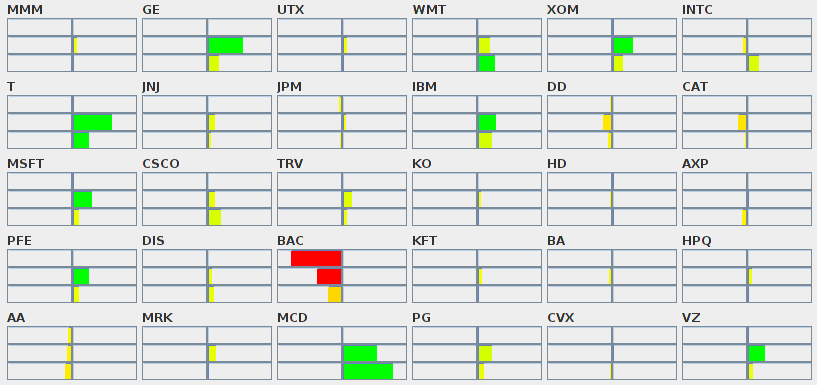 MMM GE UTX WMT XOM INTC
T JNJ JPM IBM DD CAT
MSFT CSCO TRV KO HD AXP
PFE DIS BAC KFT BA HPQ
AA MRK MCD PG CVX VZ